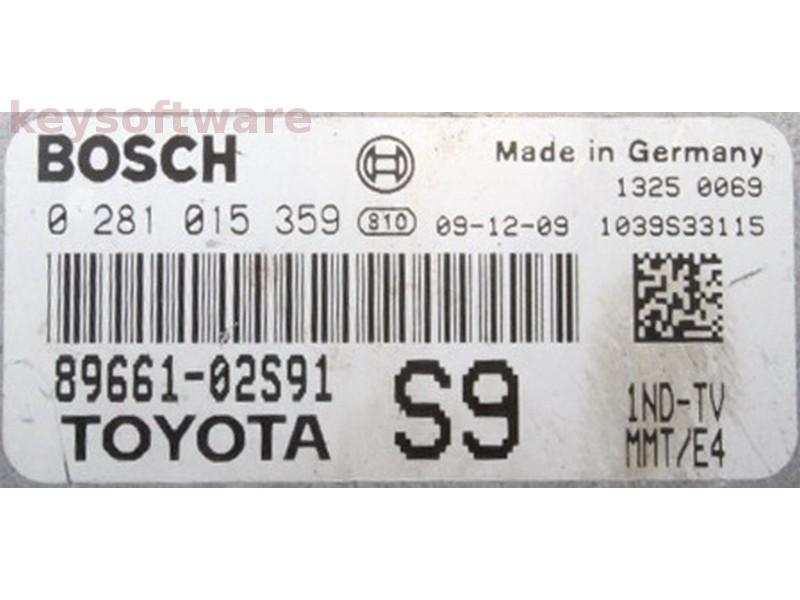 keysoftware
BOSCH
Made in Germany
1325 0069
0 281 015 359 810 09-12-09 1039S33115
89661-02S91
S9
TOYOTA
1ND-TV
MMT/E4